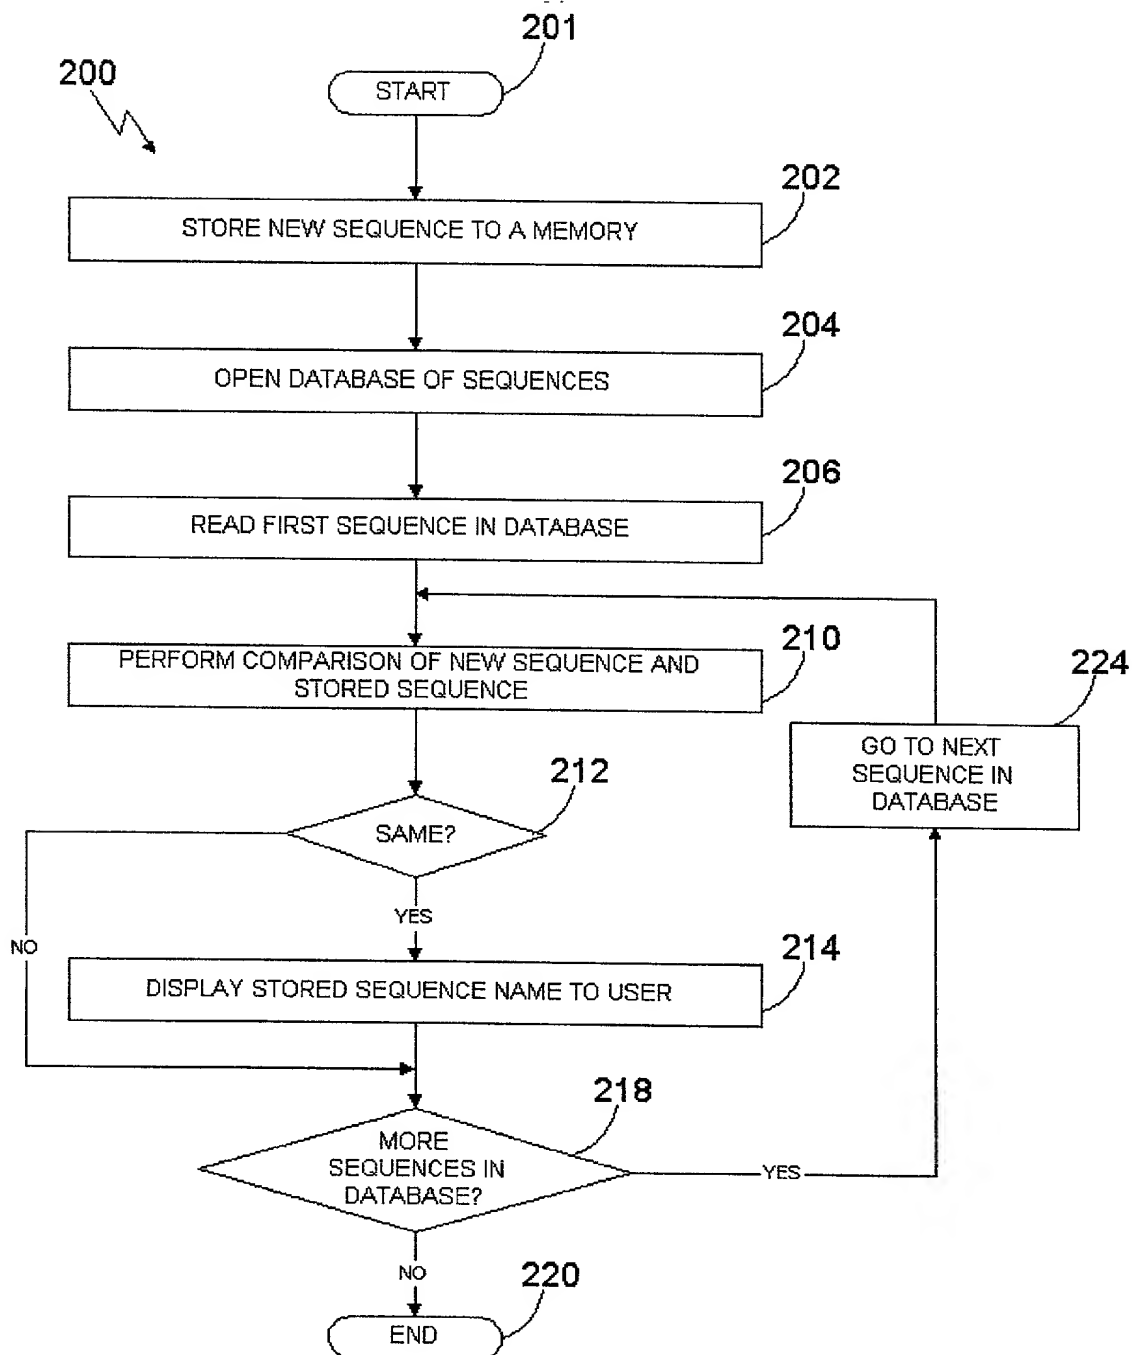 201
200
START
202
STORE NEW SEQUENCE TO A MEMORY
204
OPEN DATABASE OF SEQUENCES
206
READ FIRST SEQUENCE IN DATABASE
210
PERFORM COMPARISON OF NEW SEQUENCE AND
STORED SEQUENCE
224
GO TO NEXT
SEQUENCE IN
DATABASE
212
SAME?
YES
NO
214
DISPLAY STORED SEQUENCE NAME TO USER
218
MORE
SEQUENCES IN
DATABASE?
YES
NO
220
END